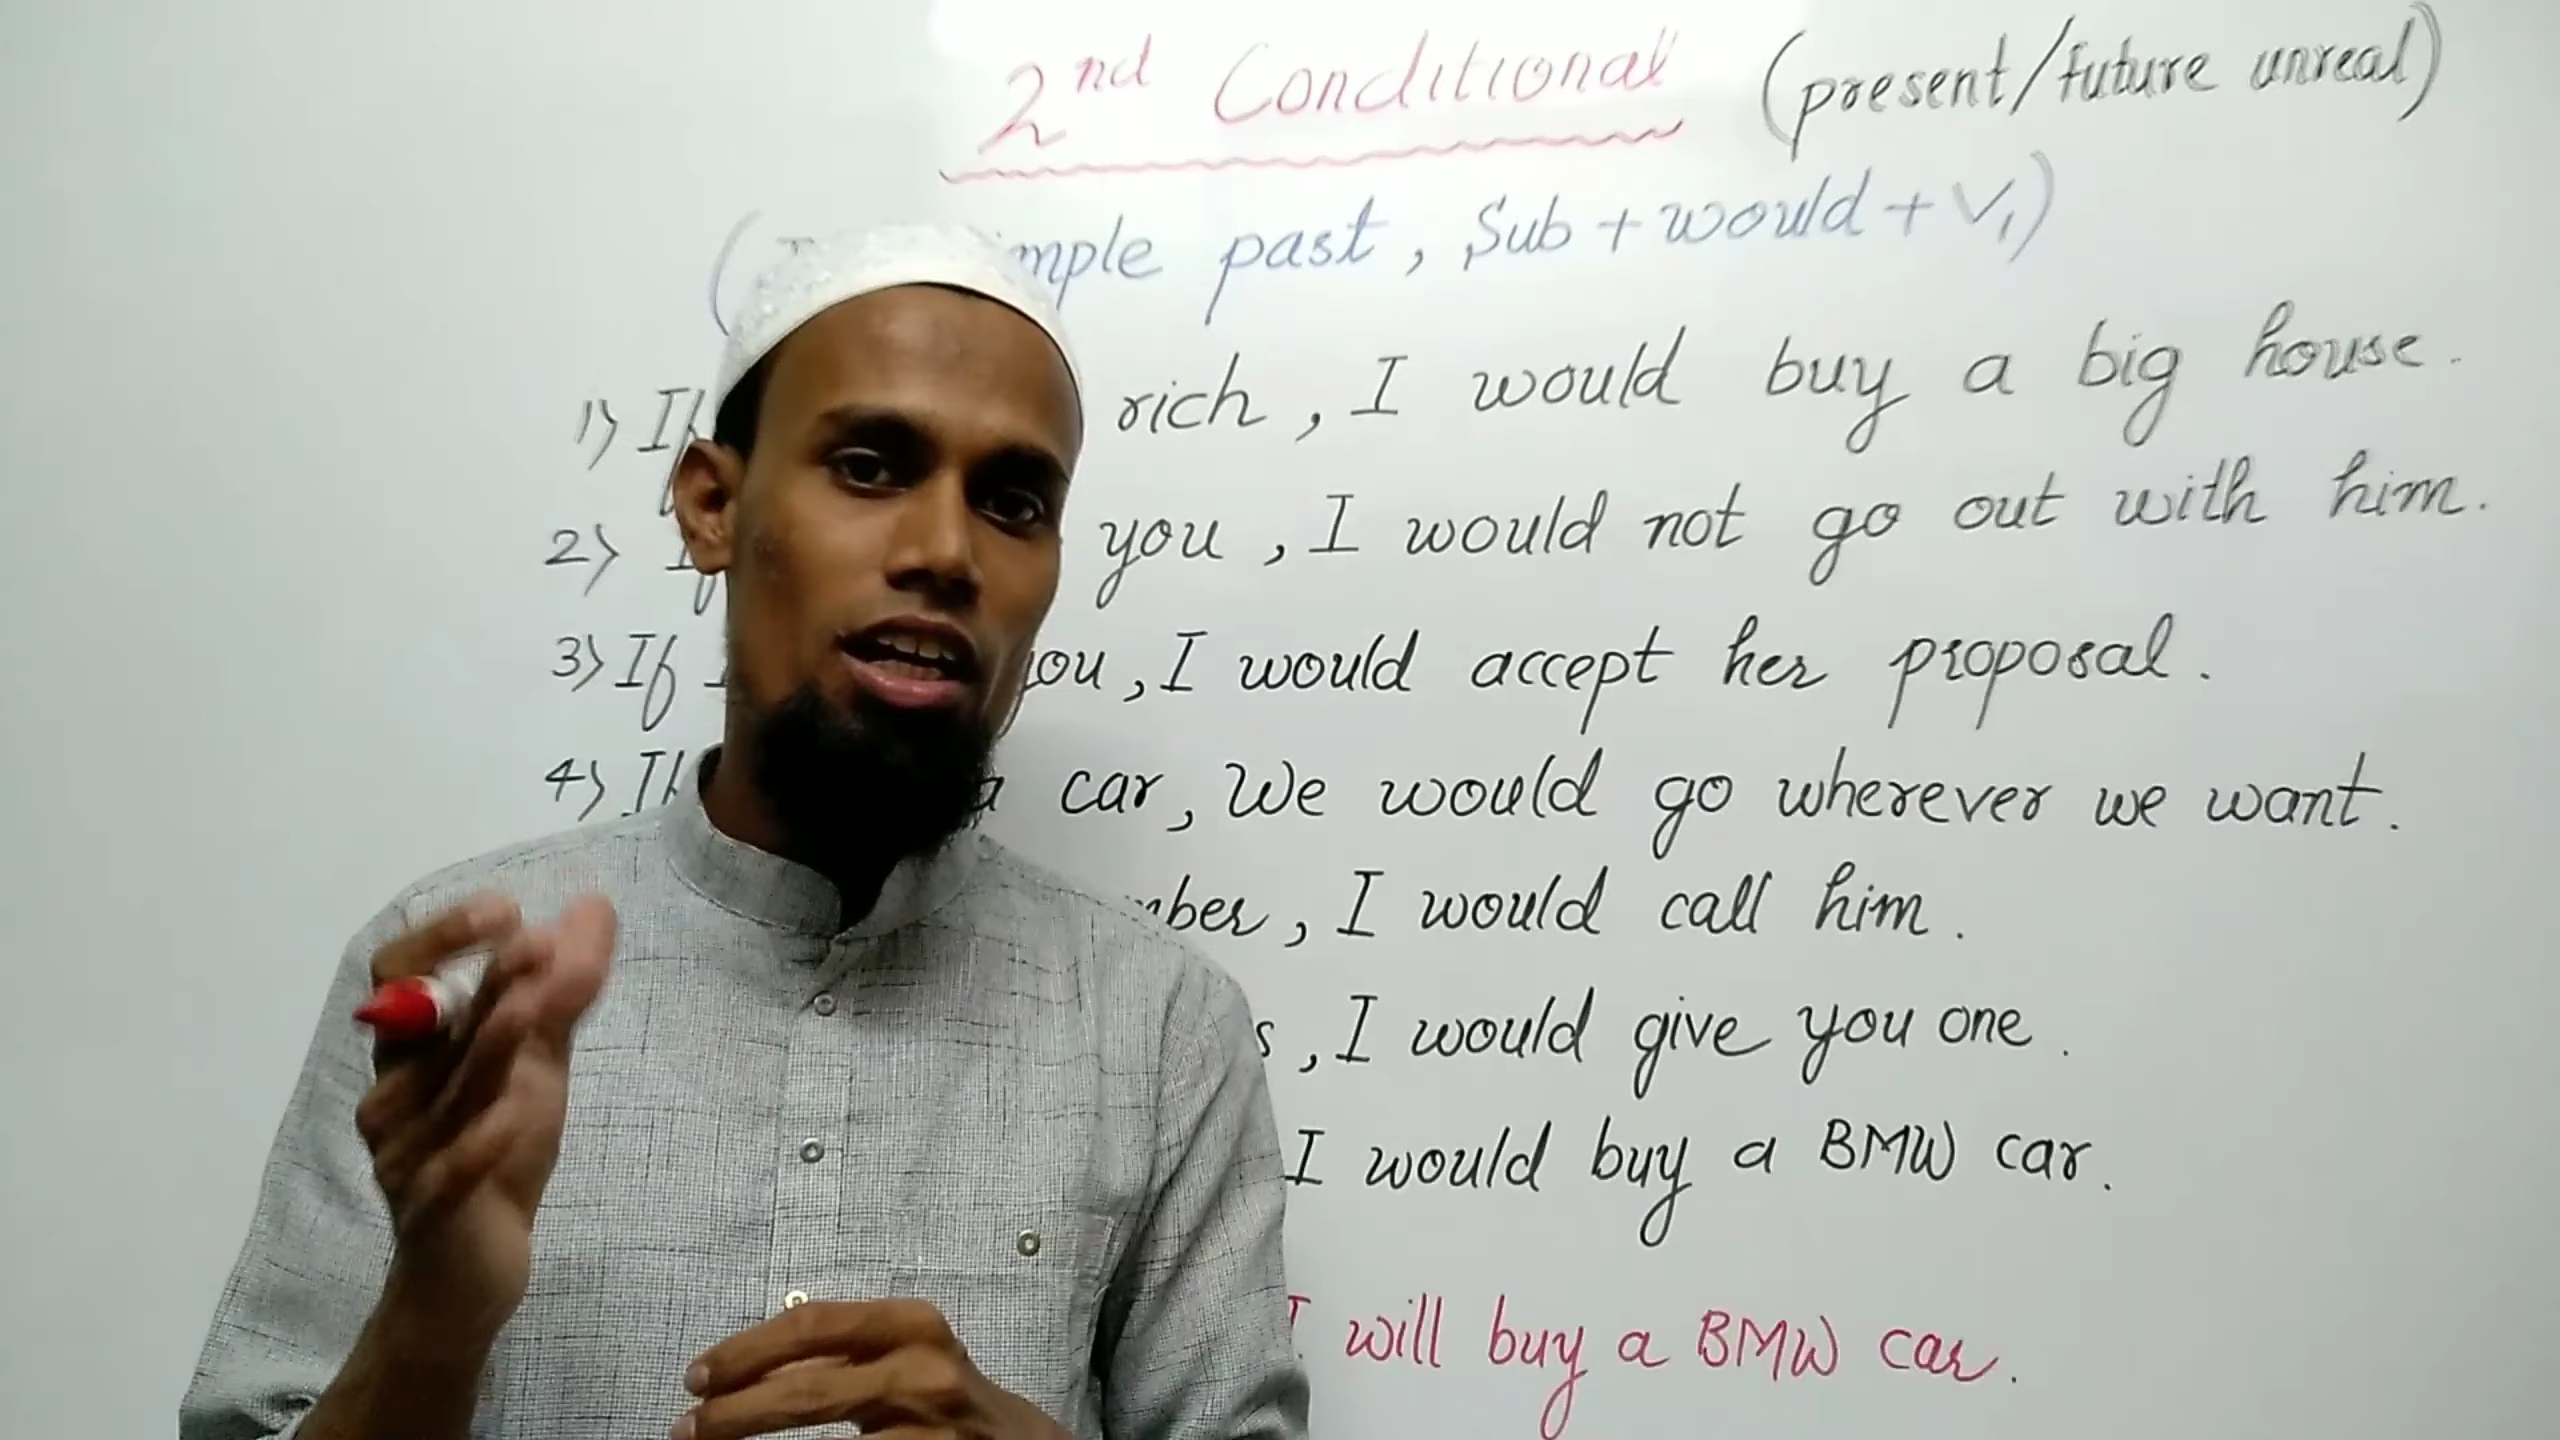 2nd Conditional (present/future unreal)
past, Sub + would + V1)
1) If rich, I would buy a big house.
2) If you, I would not go out with him.
3) If I you, I would accept her proposal.
4) If a car, We would go wherever we want.
, I would call him.
, I would give you one.
I would buy a BMW car.
I will buy a BMW car.